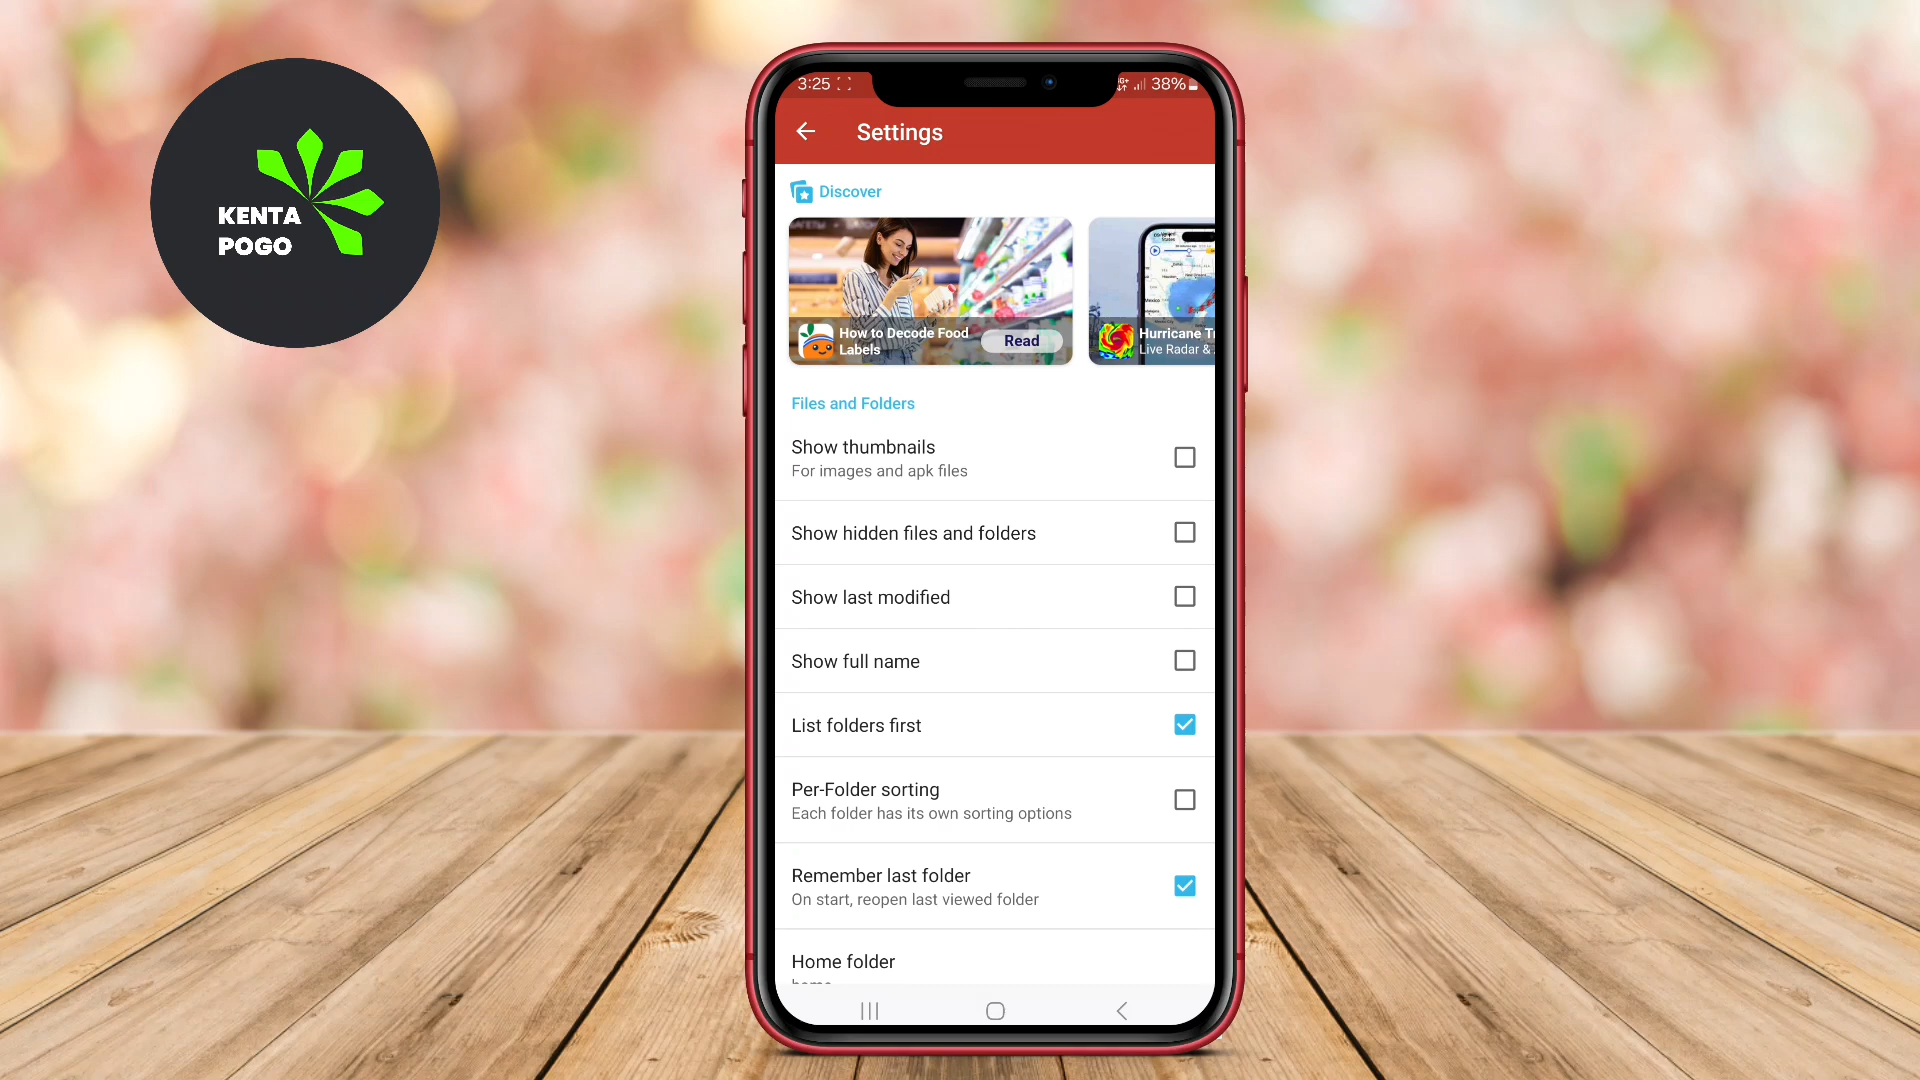 KENTA
POGO
3:25
38%
Settings
Discover
How to Decode Food
Labels
Read
Hurricane T
Live Radar &
Files and Folders
Show thumbnails
For images and apk files
Show hidden files and folders
Show last modified
Show full name
List folders first
Per-Folder sorting
Each folder has its own sorting options
Remember last folder
On start, reopen last viewed folder
Home folder